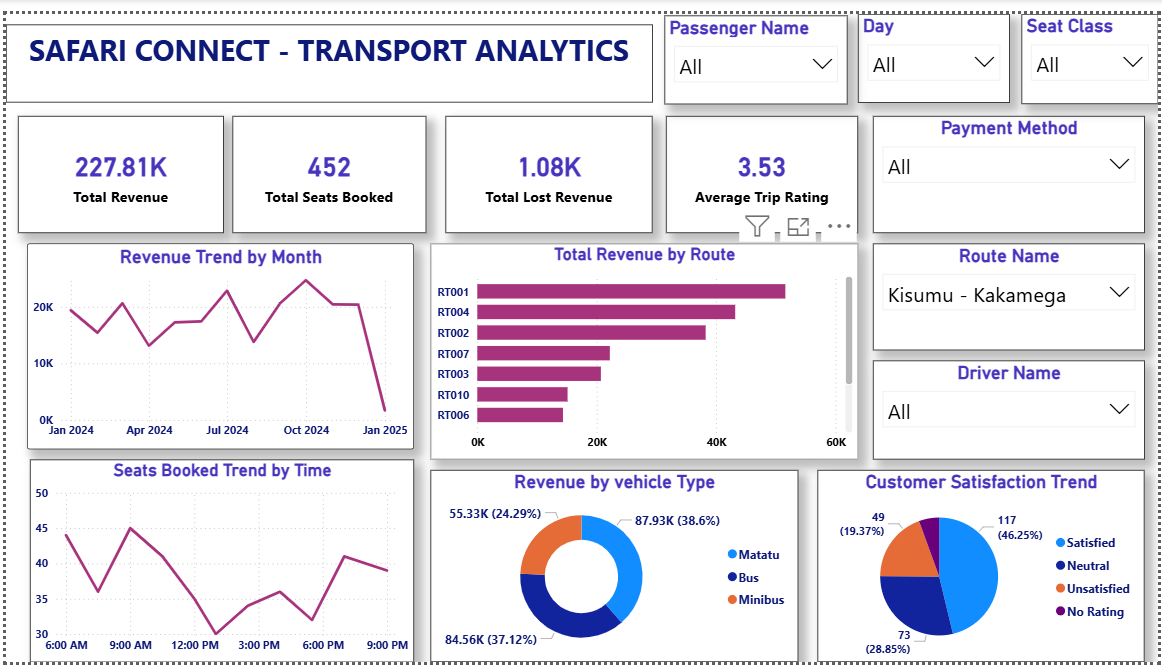 SAFARI CONNECT - TRANSPORT ANALYTICS
Passenger Name
All
Day
All
Seat Class
All
227.81K
Total Revenue
452
Total Seats Booked
1.08K
Total Lost Revenue
3.53
Average Trip Rating
Payment Method
All
Revenue Trend by Month
20K
10K
0K
Jan 2024 Apr 2024 Jul 2024 Oct 2024 Jan 2025
Total Revenue by Route
RT001
RT004
RT002
RT007
RT003
RT010
RT006
0K 20K 40K 60K
Route Name
Kisumu - Kakamega
Driver Name
All
Seats Booked Trend by Time
50
45
40
35
30
6:00 AM 9:00 AM 12:00 PM 3:00 PM 6:00 PM 9:00 PM
Revenue by vehicle Type
55.33K (24.29%)
87.93K (38.6%)
84.56K (37.12%)
Matatu
Bus
Minibus
Customer Satisfaction Trend
49
(19.37%)
117
(46.25%)
73
(28.85%)
Satisfied
Neutral
Unsatisfied
No Rating